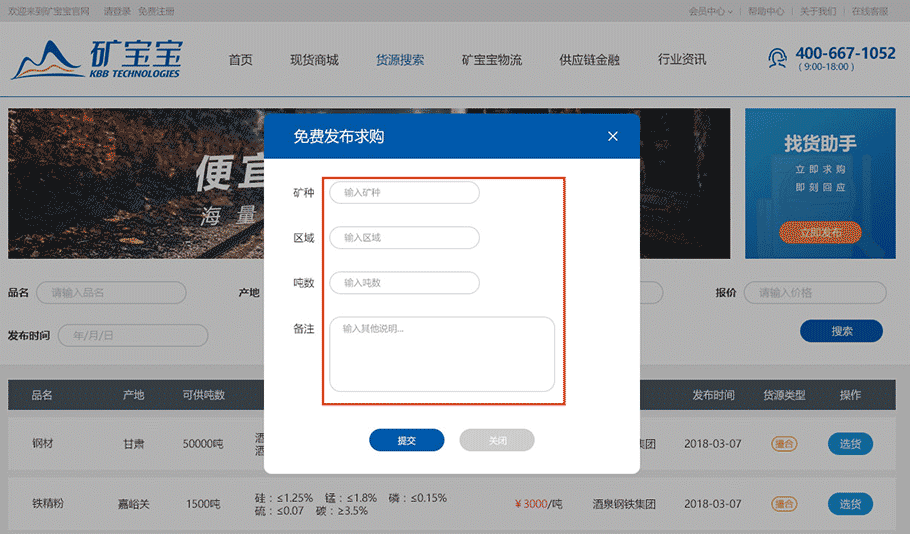 欢迎来到矿宝宝官网 请登录 免费注册 会员中心 帮助中心 关于我们 在线客服
矿宝宝
KBB TECHNOLOGIES
首页 现货商城 货源搜索 矿宝宝物流 供应链金融 行业资讯
400-667-1052
( 9:00-18:00 )
便宜
海量
找货助手
立即求购
即刻回应
立即发布
免费发布求购
矿种 输入矿种
区域 输入区域
吨数 输入吨数
备注 输入其他说明...
提交 关闭
品名 请输入品名 产地 报价 请输入价格
发布时间 年/月/日 搜索
品名 产地 可供吨数 发布时间 货源类型 操作
钢材 甘肃 50000吨 集团 2018-03-07 撮合 选货
铁精粉 嘉峪关 1500吨 硅：≤1.25% 锰：≤1.8% 磷：≤0.15% ￥3000/吨 酒泉钢铁集团 2018-03-07 撮合 选货
硫：≤0.07 碳：≥3.5%